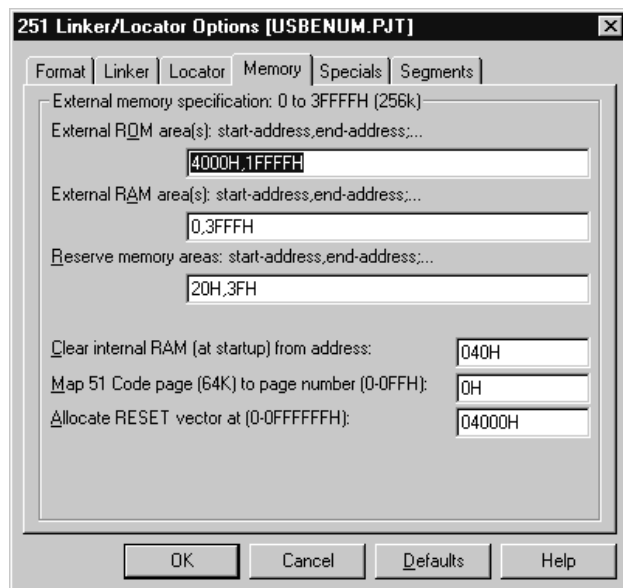 251 Linker/Locator Options [USBENUM.PJT]
Format Linker Locator Memory Specials Segments
External memory specification: 0 to 3FFFFH (256k)
External ROM area(s): start-address,end-address;...
4000H,1FFFFH
External RAM area(s): start-address,end-address;...
0,3FFFH
Reserve memory areas: start-address,end-address;...
20H,3FH
Clear internal RAM (at startup) from address: 040H
Map 51 Code page (64K) to page number (0-0FFH): 0H
Allocate RESET vector at (0-0FFFFFFH): 04000H
OK Cancel Defaults Help